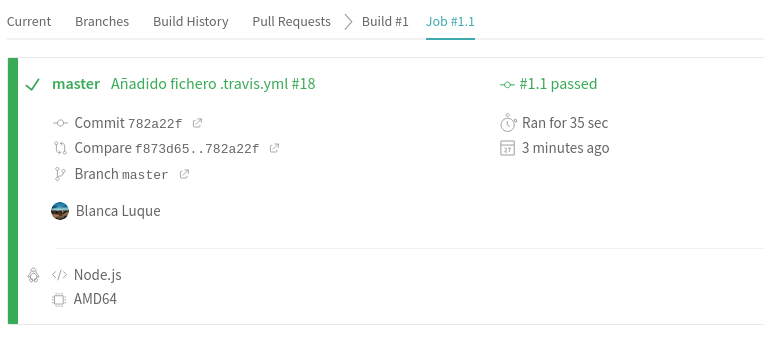 Current Branches Build History Pull Requests Build #1 Job #1.1
master Añadido fichero .travis.yml #18
#1.1 passed
Commit 782a22f
Ran for 35 sec
Compare f873d65..782a22f
3 minutes ago
Branch master
Blanca Luque
Node.js
AMD64